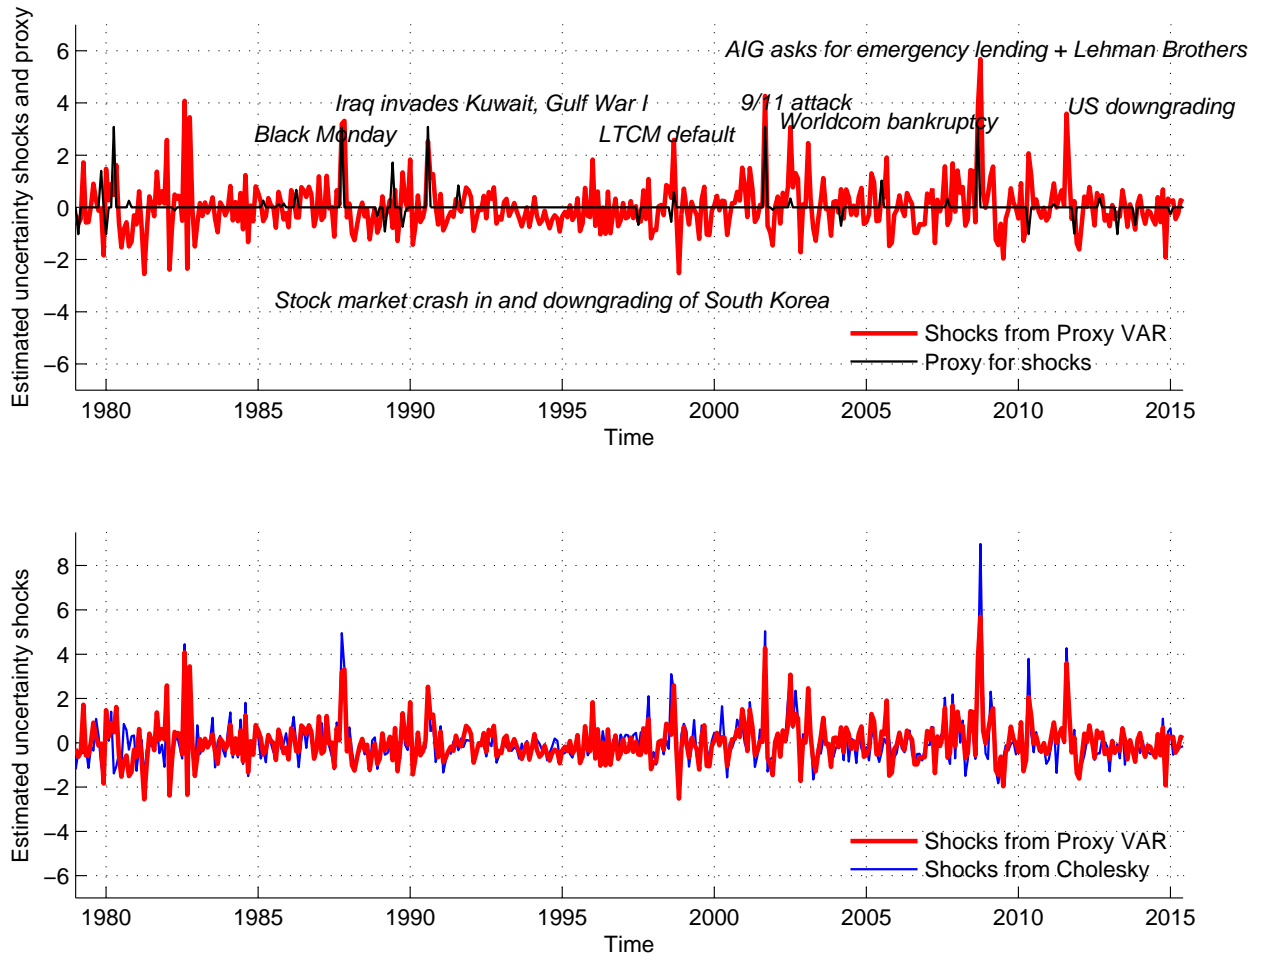 Estimated uncertainty shocks and proxy
6
4
2
0
−2
−4
−6
AIG asks for emergency lending + Lehman Brothers
Iraq invades Kuwait, Gulf War I
9/11 attack
US downgrading
Black Monday
LTCM default
Worldcom bankruptcy
Stock market crash in and downgrading of South Korea
Shocks from Proxy VAR
Proxy for shocks
1980 1985 1990 1995 2000 2005 2010 2015
Time
Estimated uncertainty shocks
8
6
4
2
0
−2
−4
−6
Shocks from Proxy VAR
Shocks from Cholesky
1980 1985 1990 1995 2000 2005 2010 2015
Time